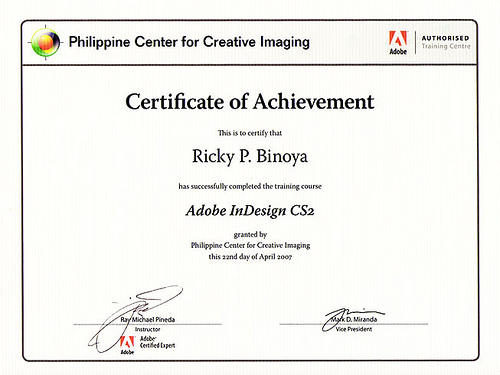 Philippine Center for Creative Imaging
Adobe
AUTHORISED
Training Centre
Certificate of Achievement
This is to certify that
Ricky P. Binoya
has successfully completed the training course
Adobe InDesign CS2
granted by
Philippine Center for Creative Imaging
this 22nd day of April 2007
Ray Michael Pineda
Instructor
Adobe
Adobe®
Certified Expert
Mark D. Miranda
Vice President